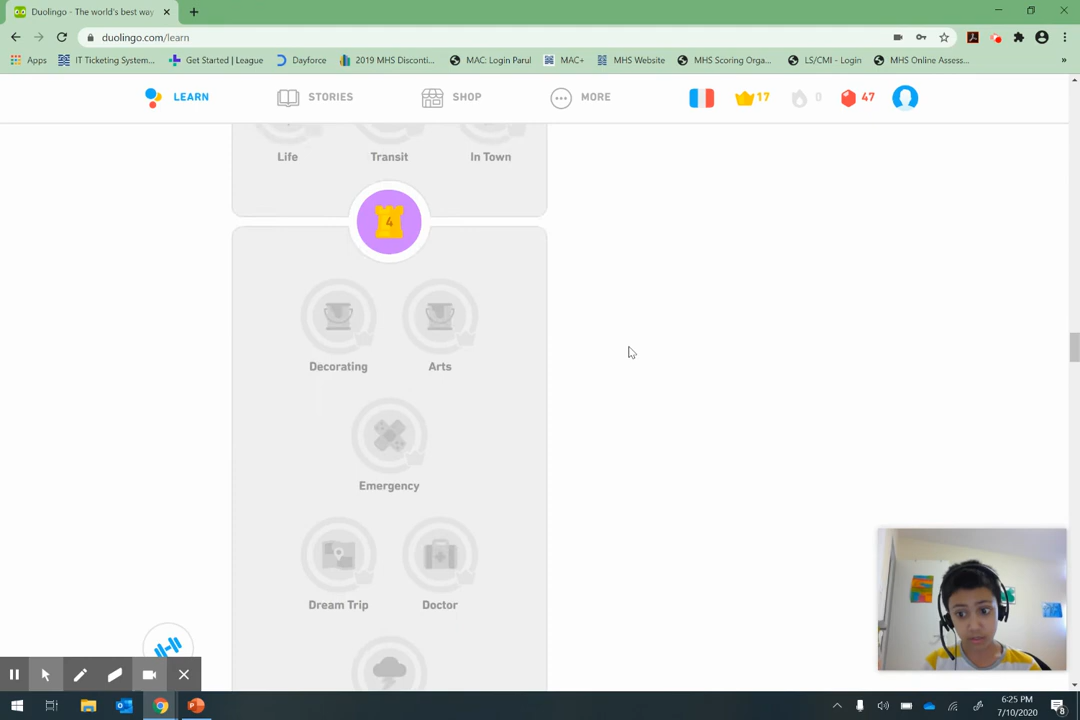 Duolingo - The world's best way
duolingo.com/learn
Apps
IT Ticketing System...
Get Started | League
Dayforce
2019 MHS Disconti...
MAC: Login Parul
MAC+
MHS Website
MHS Scoring Orga...
LS/CMI - Login
MHS Online Assess...
»
LEARN
STORIES
SHOP
MORE
17
0
47
Life
Transit
In Town
4
Decorating
Arts
Emergency
Dream Trip
Doctor
6:25 PM
7/10/2020
8